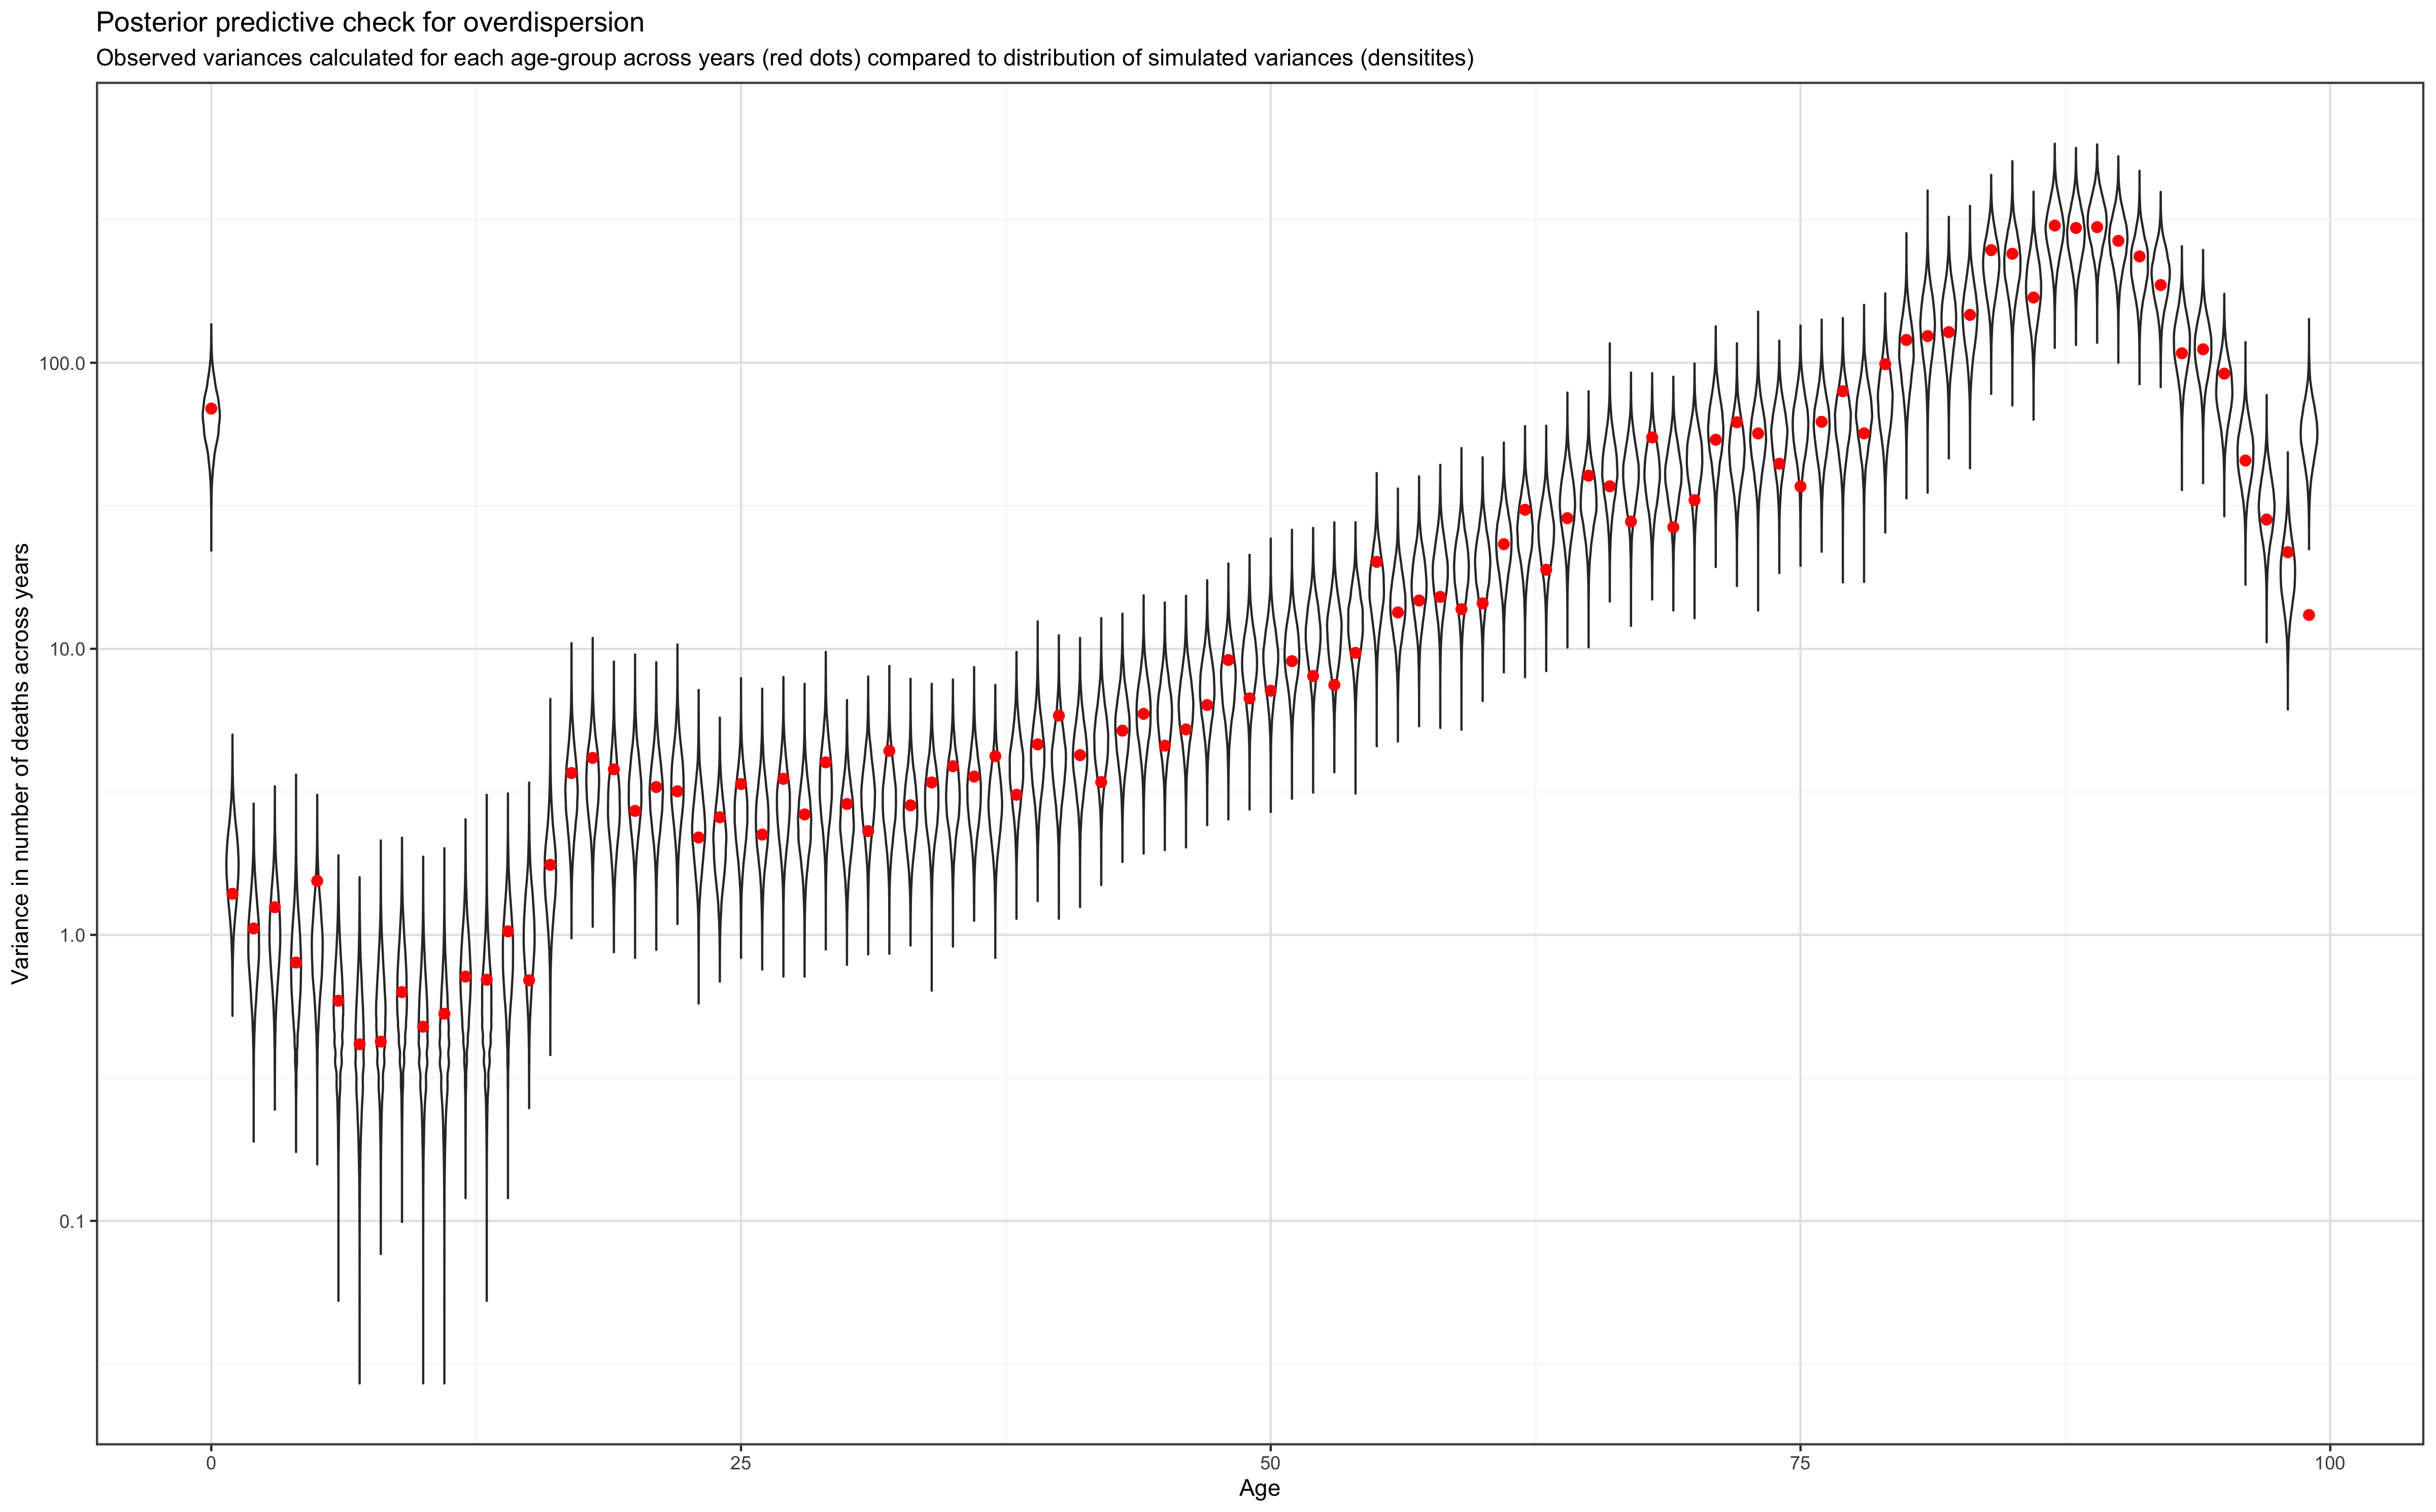 Posterior predictive check for overdispersion
Observed variances calculated for each age-group across years (red dots) compared to distribution of simulated variances (densitites)
Variance in number of deaths across years
100.0
10.0
1.0
0.1
0
25
50
75
100
Age